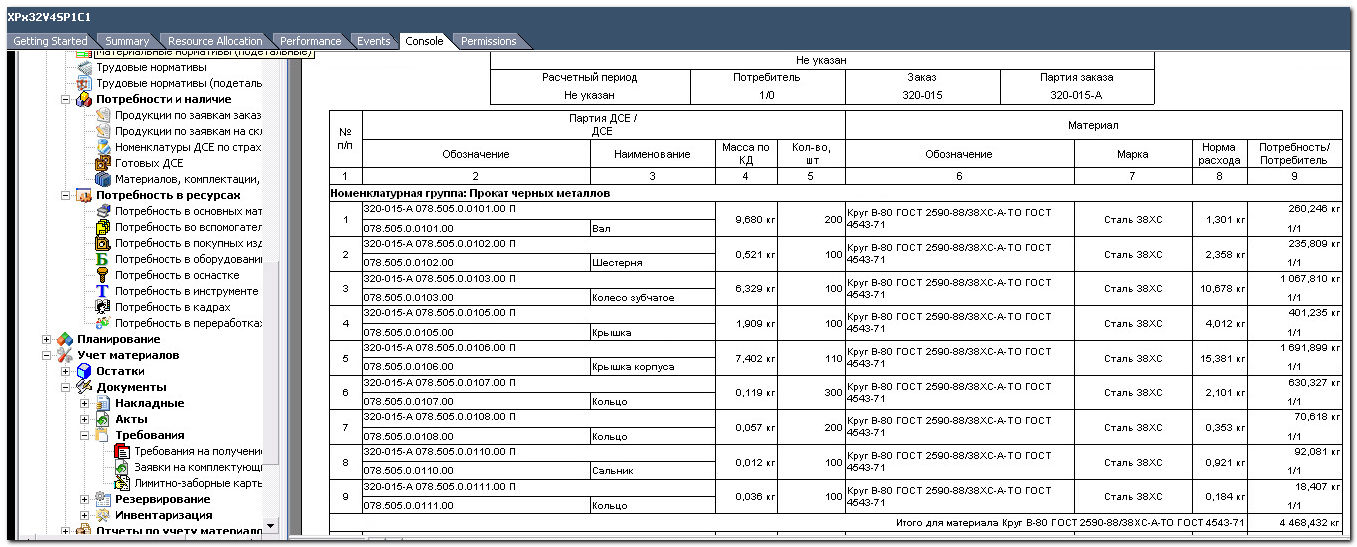 XPx32V4SP1C1
Getting Started Summary Resource Allocation Performance Events Console Permissions
Материальные нормативы (подетальные)
Трудовые нормативы
Трудовые нормативы (подеталь
Потребности и наличие
Продукции по заявкам заказ
Продукции по заявкам на скл
Номенклатуры ДСЕ по страх
Готовых ДСЕ
Материалов, комплектации,
Потребность в ресурсах
Потребность в основных мат
Потребность во вспомогател
Потребность в покупных изд
Потребность в оборудовани
Потребность в оснастке
Потребность в инструменте
Потребность в кадрах
Потребность в переработка
Планирование
Учет материалов
Остатки
Документы
Накладные
Акты
Требования
Требования на получени
Заявки на комплектующ
Лимитно-заборные карты
Резервирование
Инвентаризация
Отчеты по учету материало
Не указан
Расчетный период Потребитель Заказ Партия заказа
Не указан 1/0 320-015 320-015-А
№ п/п Партия ДСЕ / ДСЕ Материал
Обозначение Наименование Масса по КД Кол-во, шт Обозначение Марка Норма расхода Потребность/ Потребитель
1 2 3 4 5 6 7 8 9
Номенклатурная группа: Прокат черных металлов
320-015-А 078.505.0.0101.00 П 260,246 кг
1 9,680 кг 200 Круг В-80 ГОСТ 2590-88/38ХС-А-ТО ГОСТ 4543-71 Сталь 38ХС 1,301 кг
078.505.0.0101.00 Вал 1/1
320-015-А 078.505.0.0102.00 П 235,809 кг
2 0,521 кг 100 Круг В-80 ГОСТ 2590-88/38ХС-А-ТО ГОСТ 4543-71 Сталь 38ХС 2,358 кг
078.505.0.0102.00 Шестерня 1/1
320-015-А 078.505.0.0103.00 П 1 067,810 кг
3 6,329 кг 100 Круг В-80 ГОСТ 2590-88/38ХС-А-ТО ГОСТ 4543-71 Сталь 38ХС 10,678 кг
078.505.0.0103.00 Колесо зубчатое 1/1
320-015-А 078.505.0.0105.00 П 401,235 кг
4 1,909 кг 100 Круг В-80 ГОСТ 2590-88/38ХС-А-ТО ГОСТ 4543-71 Сталь 38ХС 4,012 кг
078.505.0.0105.00 Крышка 1/1
320-015-А 078.505.0.0106.00 П 1 691,899 кг
5 7,402 кг 110 Круг В-80 ГОСТ 2590-88/38ХС-А-ТО ГОСТ 4543-71 Сталь 38ХС 15,381 кг
078.505.0.0106.00 Крышка корпуса 1/1
320-015-А 078.505.0.0107.00 П 630,327 кг
6 0,119 кг 300 Круг В-80 ГОСТ 2590-88/38ХС-А-ТО ГОСТ 4543-71 Сталь 38ХС 2,101 кг
078.505.0.0107.00 Кольцо 1/1
320-015-А 078.505.0.0108.00 П 70,618 кг
7 0,057 кг 200 Круг В-80 ГОСТ 2590-88/38ХС-А-ТО ГОСТ 4543-71 Сталь 38ХС 0,353 кг
078.505.0.0108.00 Кольцо 1/1
320-015-А 078.505.0.0110.00 П 92,081 кг
8 0,012 кг 100 Круг В-80 ГОСТ 2590-88/38ХС-А-ТО ГОСТ 4543-71 Сталь 38ХС 0,921 кг
078.505.0.0110.00 Сальник 1/1
320-015-А 078.505.0.0111.00 П 18,407 кг
9 0,036 кг 100 Круг В-80 ГОСТ 2590-88/38ХС-А-ТО ГОСТ 4543-71 Сталь 38ХС 0,184 кг
078.505.0.0111.00 Кольцо 1/1
Итого для материала Круг В-80 ГОСТ 2590-88/38ХС-А-ТО ГОСТ 4543-71 4 468,432 кг